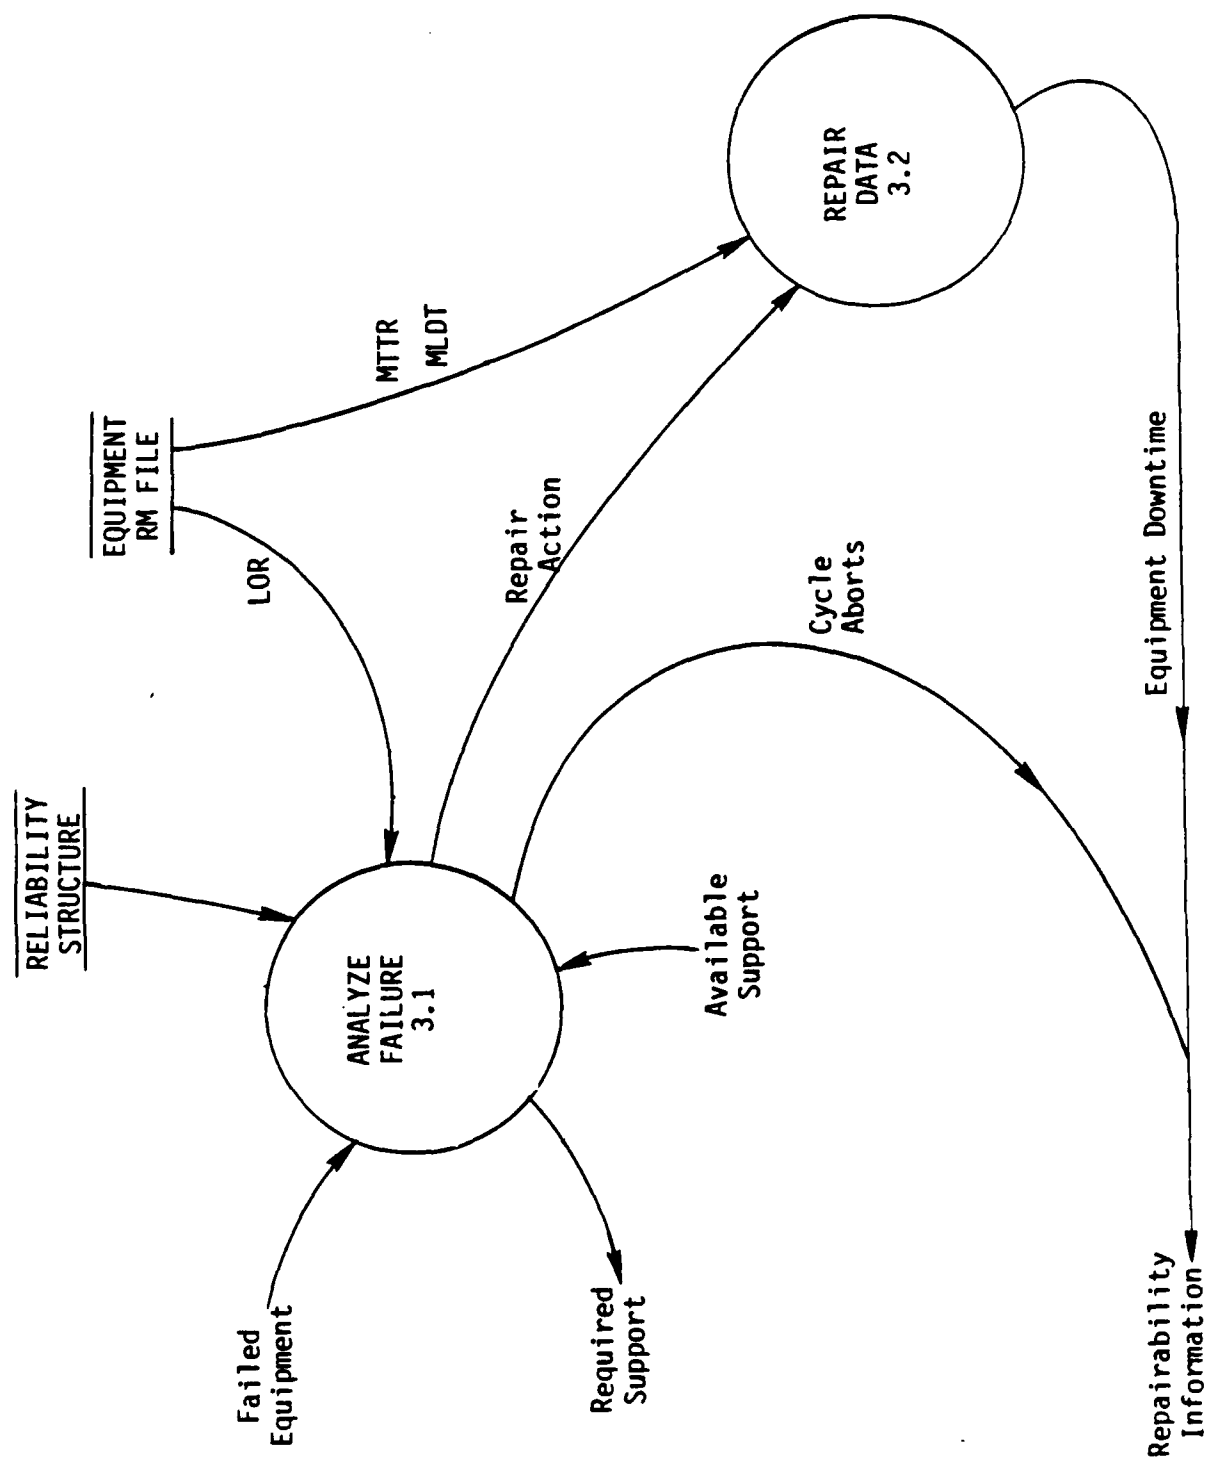 RELIABILITY
STRUCTURE
EQUIPMENT
RM FILE
LOR
MTTR
MLDT
Failed
Equipment
ANALYZE
FAILURE
3.1
Repair
Action
REPAIR
DATA
3.2
Required
Support
Available
Support
Cycle
Aborts
Equipment Downtime
Repairability
Information